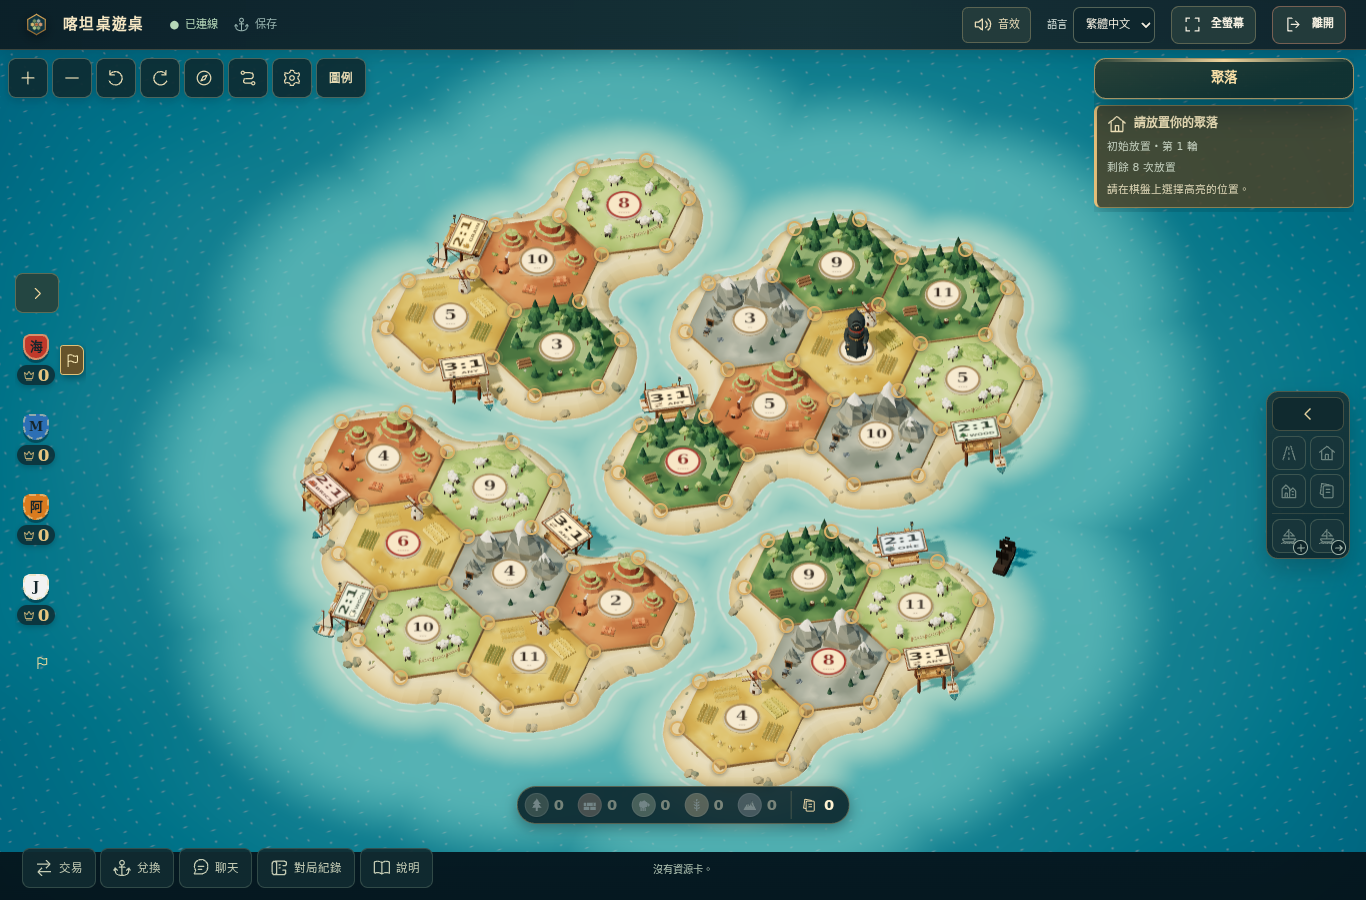 喀坦桌遊桌
已連線
保存
音效
語言
繁體中文
全螢幕
離開
圖例
聚落
請放置你的聚落
初始放置・第 1 輪
剩餘 8 次放置
請在棋盤上選擇高亮的位置。
海
0
M
0
阿
0
J
0
8
2:1
10
5
3
3:1
ANY
9
11
3
5
5
10
3:1
ANY
6
2:1
WOOD
4
9
2:1
6
3:1
4
2
2:1
10
11
9
2:1
ORE
11
8
3:1
ANY
4
0
0
0
0
0
0
交易
兌換
聊天
對局紀錄
說明
沒有資源卡。